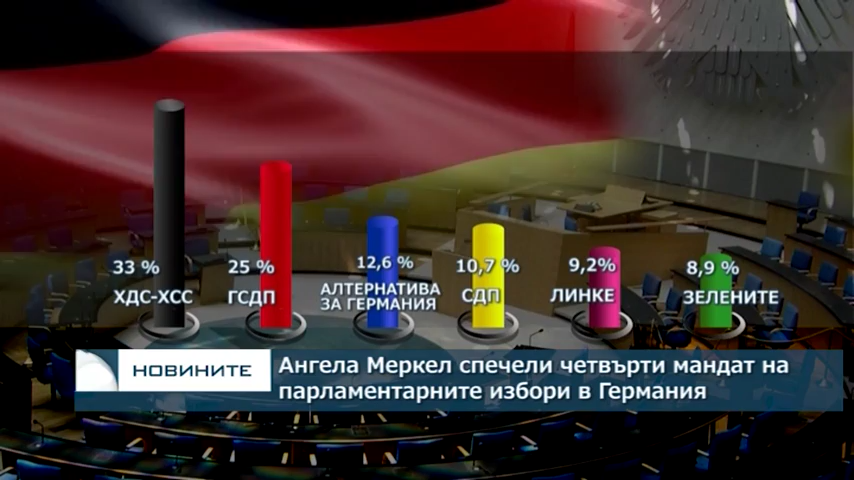 33 %
ХДС-ХСС
25 %
ГСДП
12,6 %
АЛТЕРНАТИВА
ЗА ГЕРМАНИЯ
10,7 %
СДП
9,2%
ЛИНКЕ
8,9 %
ЗЕЛЕНИТЕ
НОВИНИТЕ
Ангела Меркел спечели четвърти мандат на
парламентарните избори в Германия